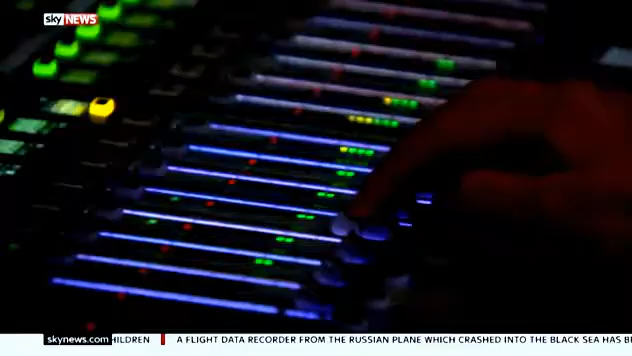 sky NEWS
skynews.com HILDREN A FLIGHT DATA RECORDER FROM THE RUSSIAN PLANE WHICH CRASHED INTO THE BLACK SEA HAS B